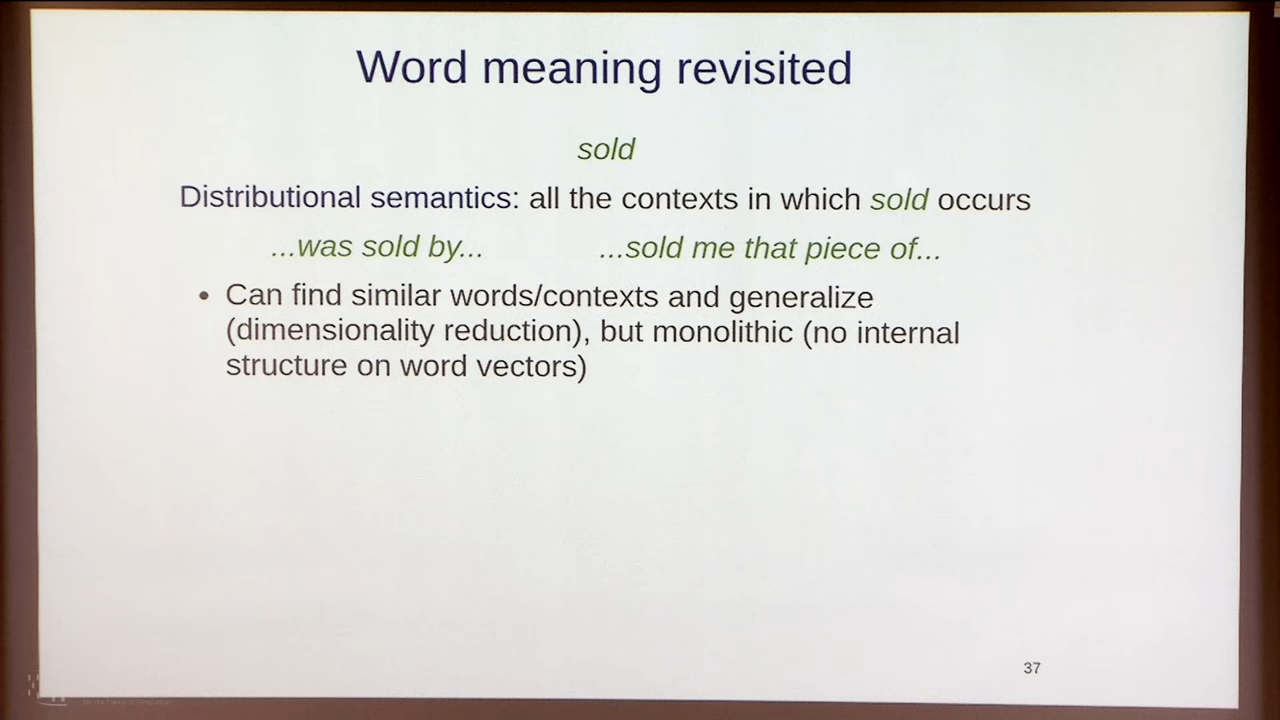 Word meaning revisited
sold
Distributional semantics: all the contexts in which sold occurs
...was sold by... ...sold me that piece of...
• Can find similar words/contexts and generalize
(dimensionality reduction), but monolithic (no internal
structure on word vectors)
37